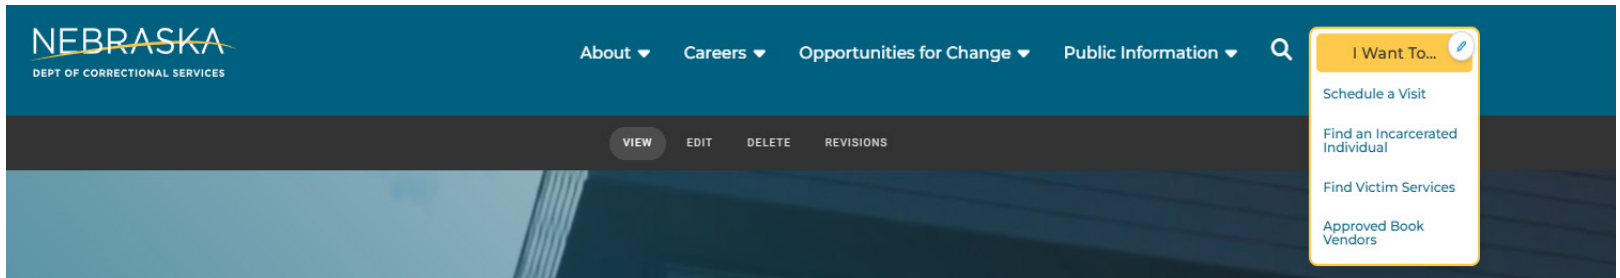 NEBRASKA
DEPT OF CORRECTIONAL SERVICES
About
Careers
Opportunities for Change
Public Information
I Want To...
Schedule a Visit
Find an Incarcerated
Individual
Find Victim Services
Approved Book
Vendors
VIEW
EDIT
DELETE
REVISIONS